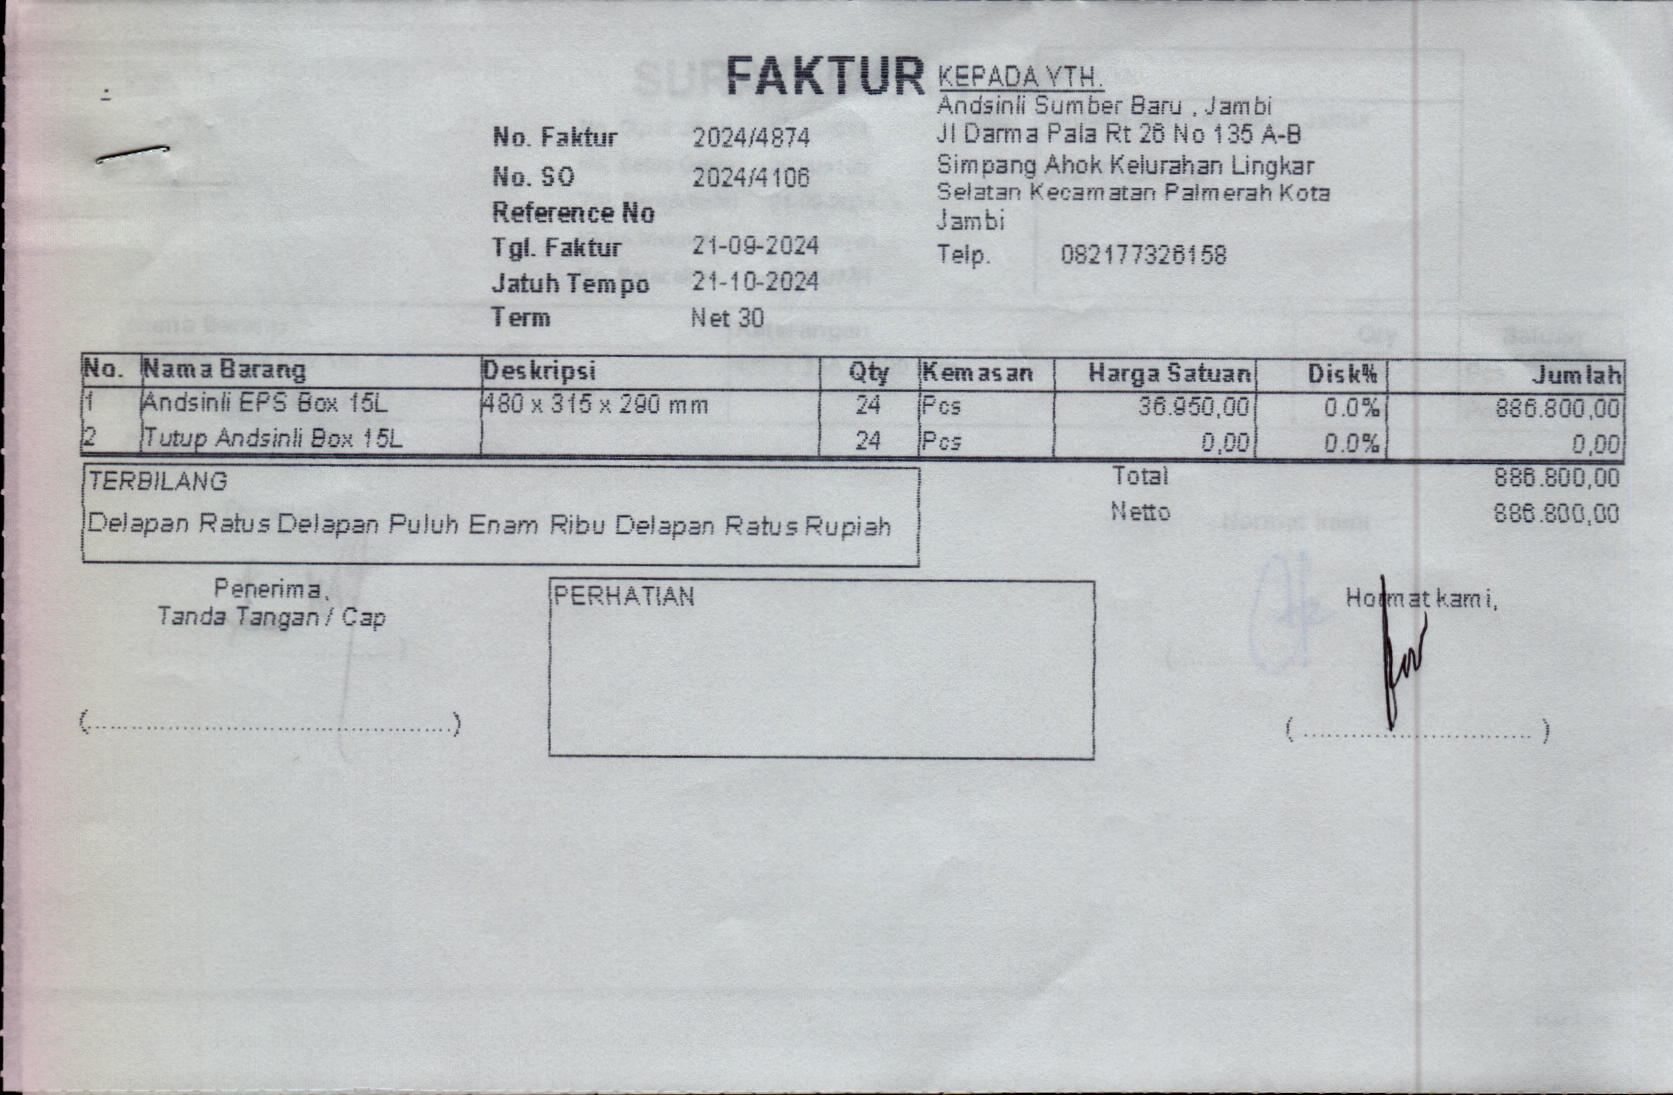 FAKTUR
No. Faktur 2024/4874
No. SO 2024/4106
Reference No
Tgl. Faktur 21-09-2024
Jatuh Tempo 21-10-2024
Term Net 30
KEPADA YTH.
Andsinli Sumber Baru , Jambi
Jl Darma Pala Rt 26 No 135 A-B
Simpang Ahok Kelurahan Lingkar
Selatan Kecamatan Palmerah Kota
Jambi
Telp. 082177326158
No. Nama Barang Deskripsi Qty Kemasan Harga Satuan Disk% Jumlah
1 Andsinli EPS Box 15L 480 x 315 x 290 mm 24 Pcs 36.950,00 0.0% 886.800,00
2 Tutup Andsinli Box 15L 24 Pcs 0,00 0.0% 0,00
TERBILANG
Delapan Ratus Delapan Puluh Enam Ribu Delapan Ratus Rupiah
Total 886.800,00
Netto 886.800,00
Penerima,
Tanda Tangan / Cap
(..............................................)
PERHATIAN
Hormat kami,
(.............................)